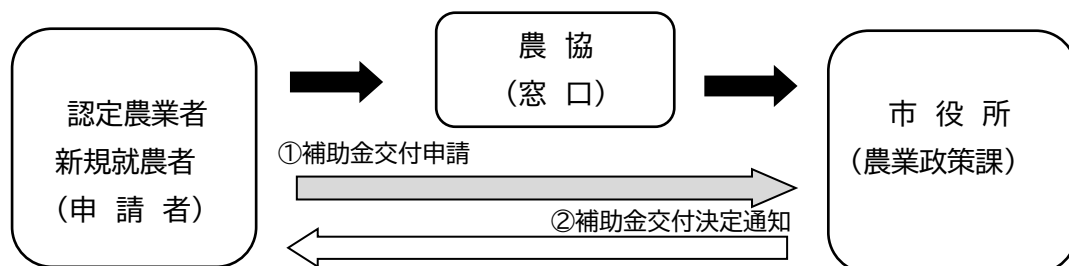 認定農業者
新規就農者
（申 請 者）
農 協
（窓 口）
①補助金交付申請
②補助金交付決定通知
市 役 所
（農業政策課）